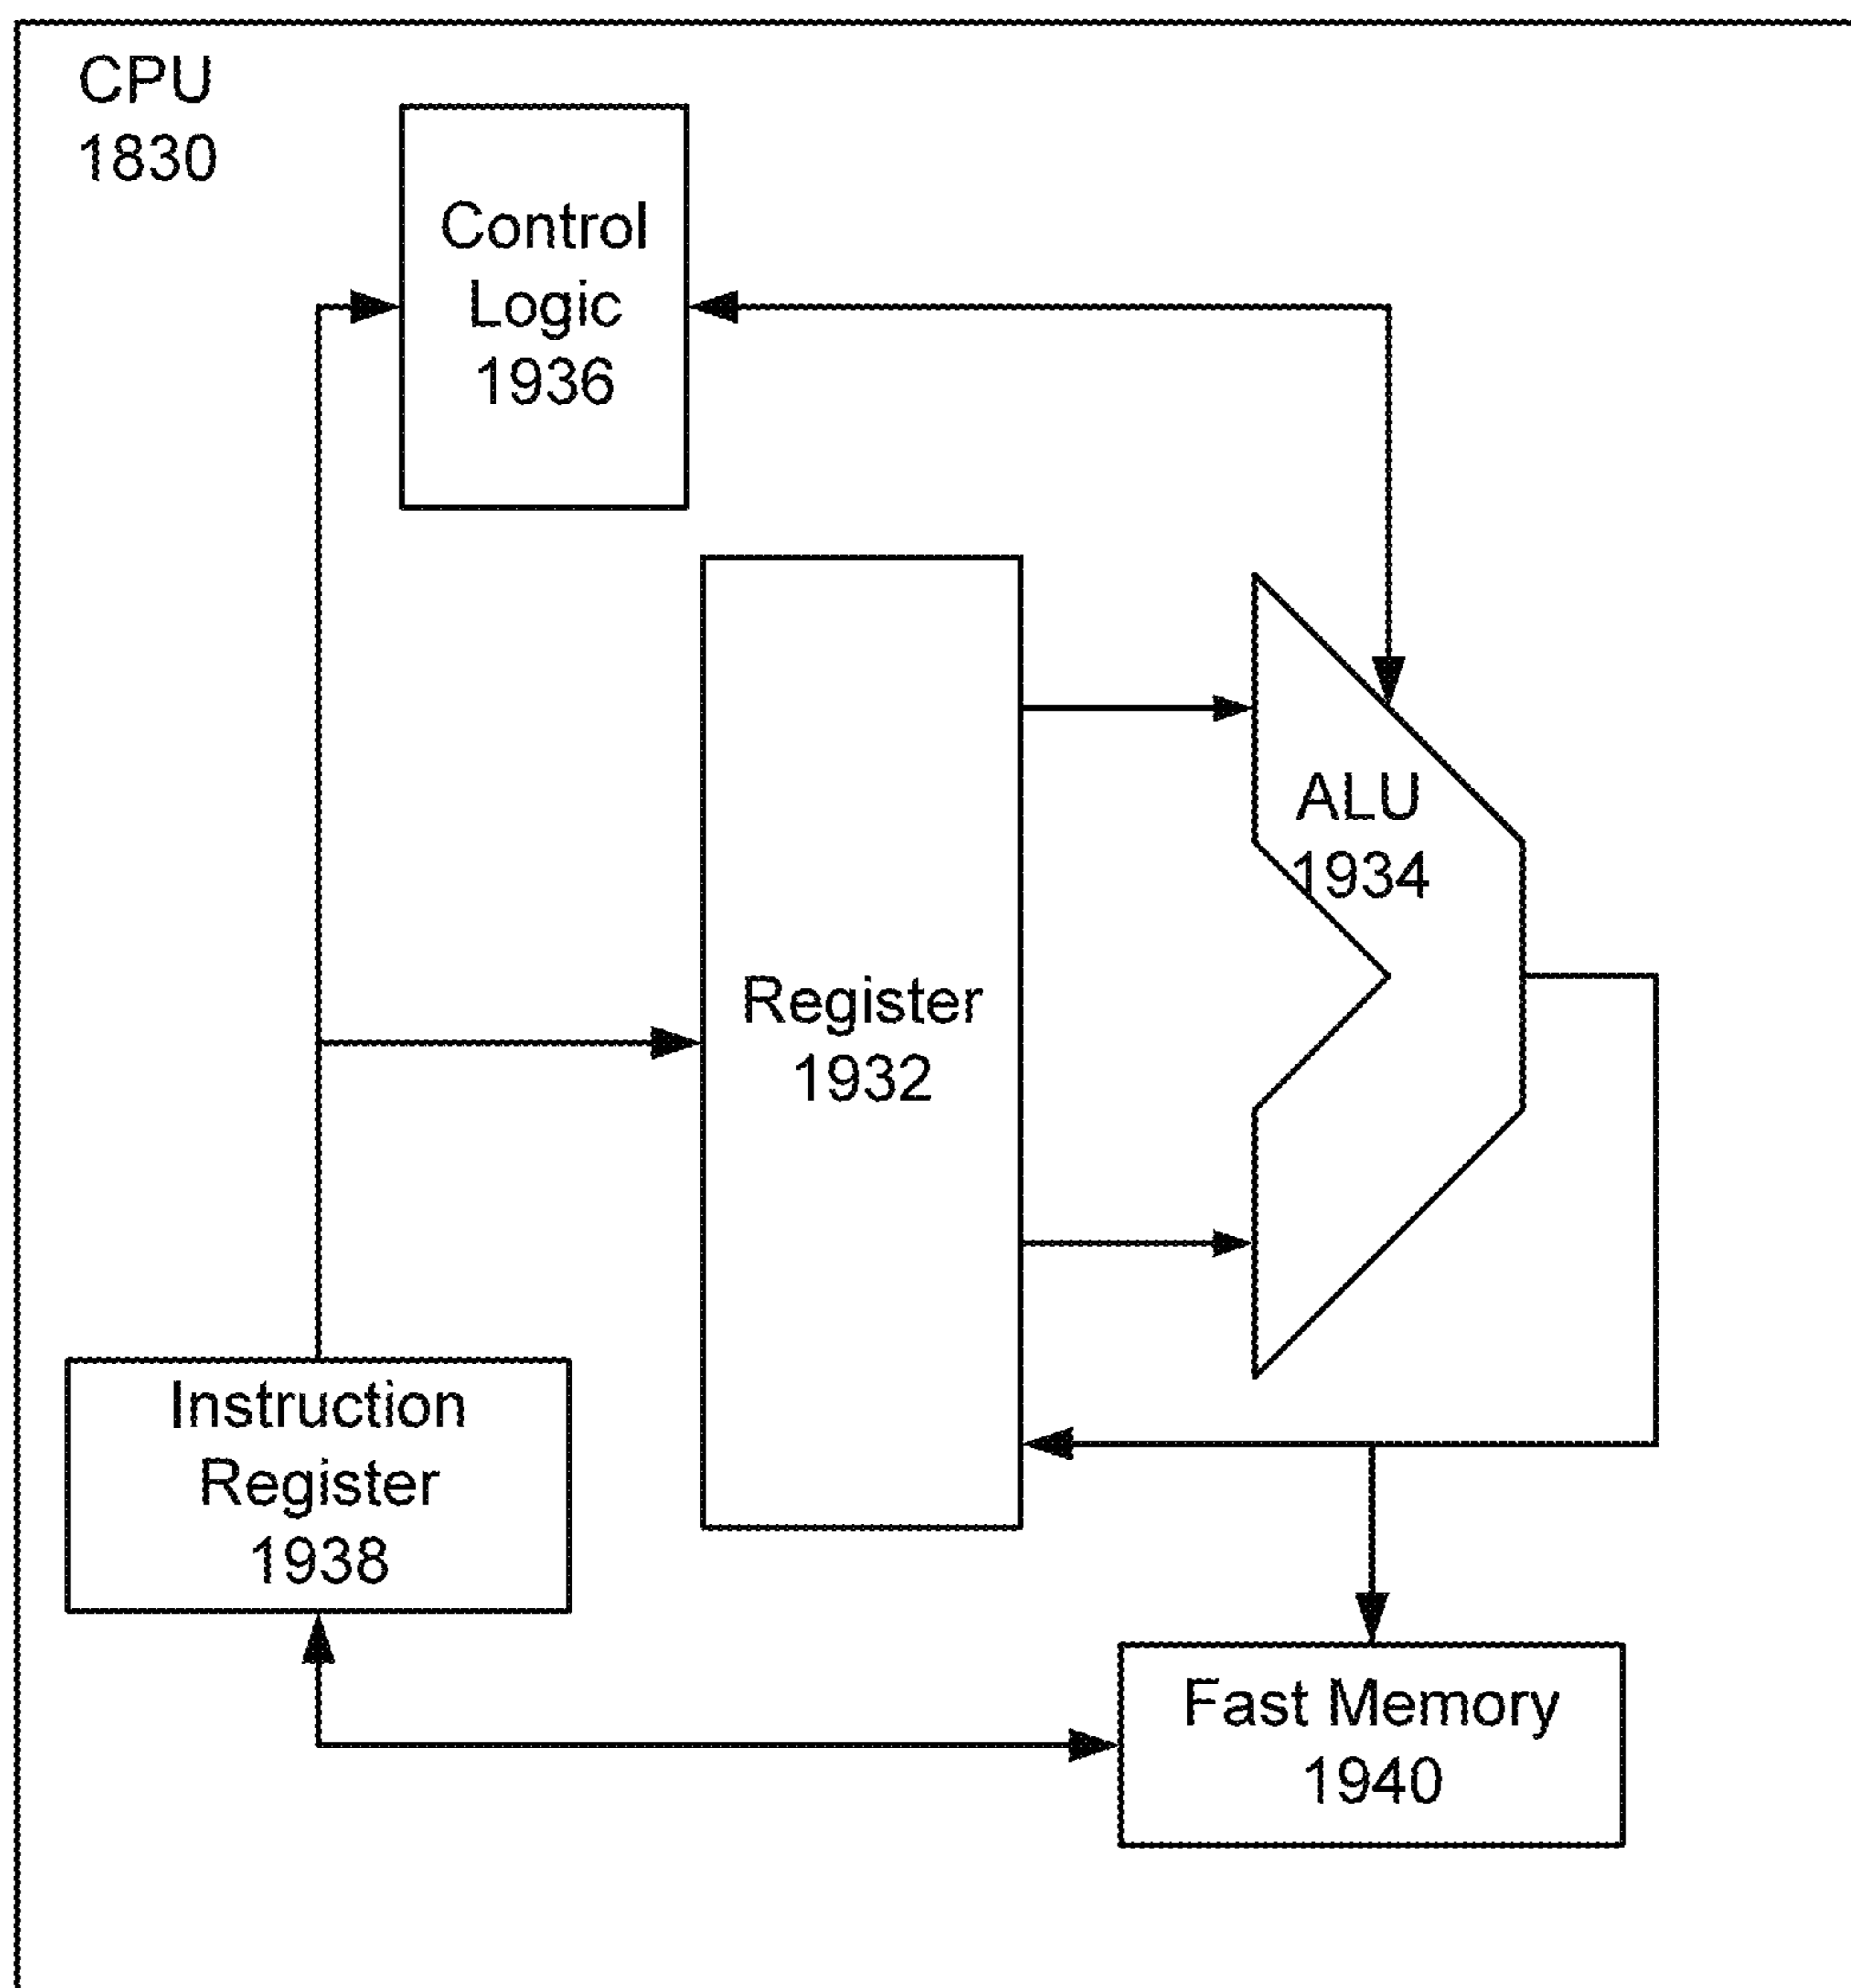 CPU
1830
Control
Logic
1936
ALU
1934
Register
1932
Instruction
Register
1938
Fast Memory
1940